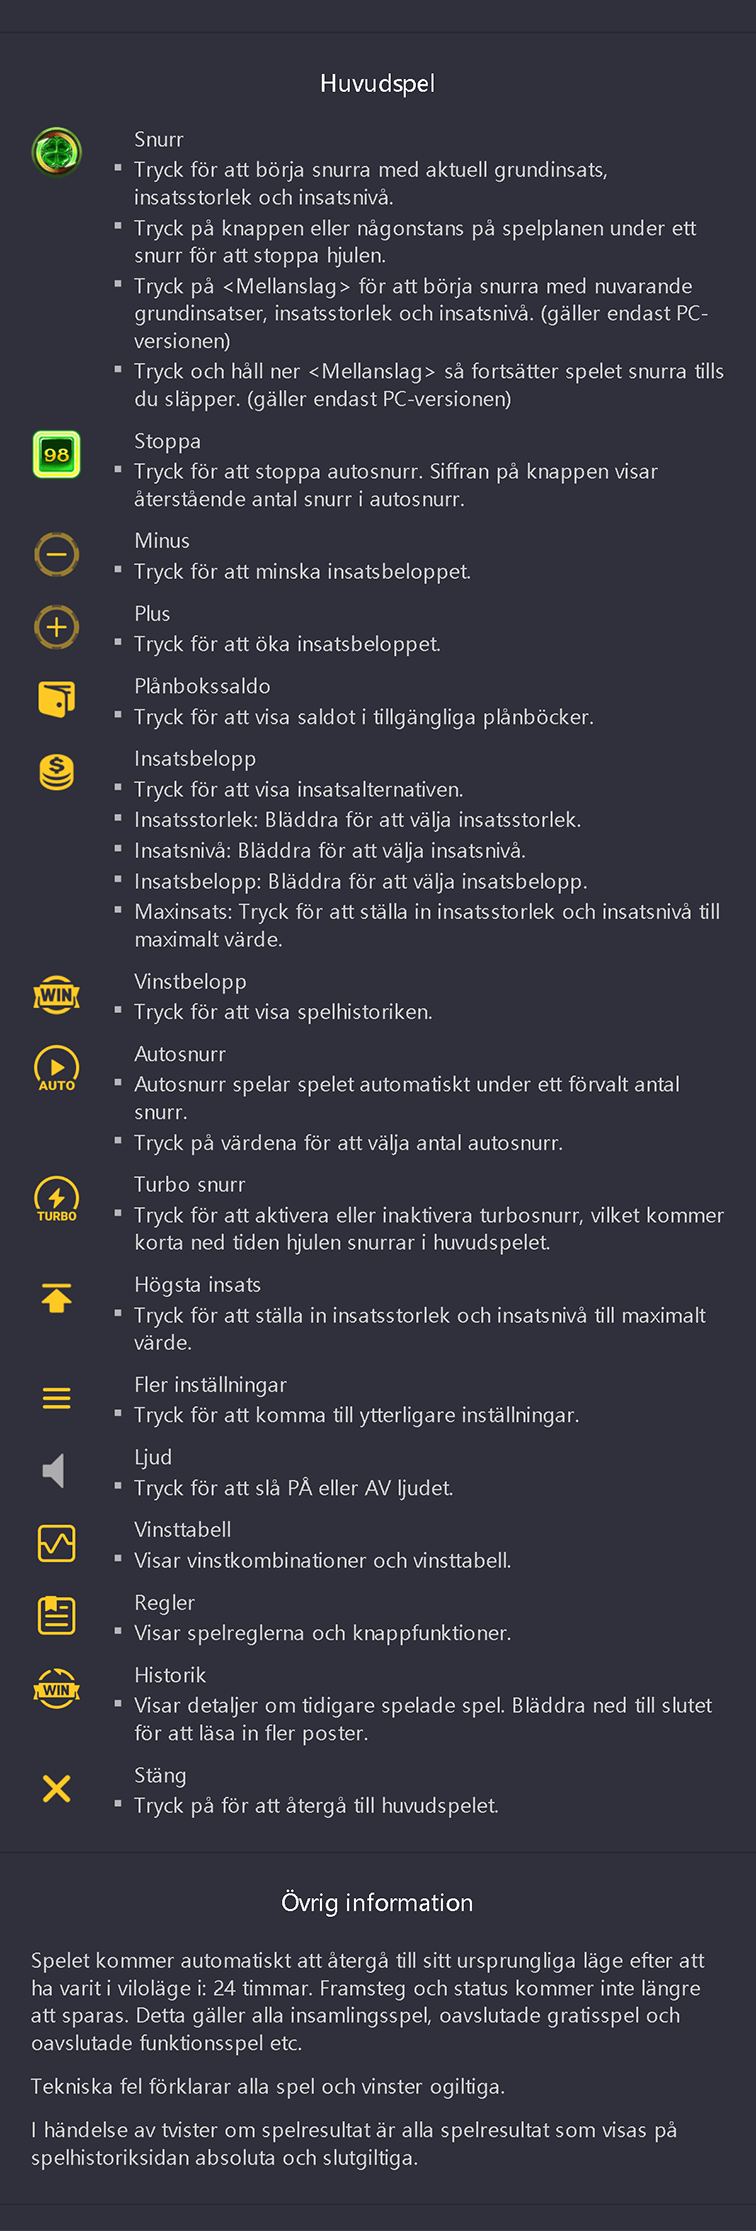 Huvudspel
Snurr
Tryck för att börja snurra med aktuell grundinsats,
insatsstorlek och insatsnivå.
Tryck på knappen eller någonstans på spelplanen under ett
snurr för att stoppa hjulen.
Tryck på <Mellanslag> för att börja snurra med nuvarande
grundinsatser, insatsstorlek och insatsnivå. (gäller endast PC-
versionen)
Tryck och håll ner <Mellanslag> så fortsätter spelet snurra tills
du släpper. (gäller endast PC-versionen)
98
Stoppa
Tryck för att stoppa autosnurr. Siffran på knappen visar
återstående antal snurr i autosnurr.
Minus
Tryck för att minska insatsbeloppet.
Plus
Tryck för att öka insatsbeloppet.
Plånbokssaldo
Tryck för att visa saldot i tillgängliga plånböcker.
$
Insatsbelopp
Tryck för att visa insatsalternativen.
Insatsstorlek: Bläddra för att välja insatsstorlek.
Insatsnivå: Bläddra för att välja insatsnivå.
Insatsbelopp: Bläddra för att välja insatsbelopp.
Maxinsats: Tryck för att ställa in insatsstorlek och insatsnivå till
maximalt värde.
WIN
Vinstbelopp
Tryck för att visa spelhistoriken.
AUTO
Autosnurr
Autosnurr spelar spelet automatiskt under ett förvalt antal
snurr.
Tryck på värdena för att välja antal autosnurr.
TURBO
Turbo snurr
Tryck för att aktivera eller inaktivera turbosnurr, vilket kommer
korta ned tiden hjulen snurrar i huvudspelet.
Högsta insats
Tryck för att ställa in insatsstorlek och insatsnivå till maximalt
värde.
Fler inställningar
Tryck för att komma till ytterligare inställningar.
Ljud
Tryck för att slå PÅ eller AV ljudet.
Vinsttabell
Visar vinstkombinationer och vinsttabell.
Regler
Visar spelreglerna och knappfunktioner.
WIN
Historik
Visar detaljer om tidigare spelade spel. Bläddra ned till slutet
för att läsa in fler poster.
Stäng
Tryck på för att återgå till huvudspelet.
Övrig information
Spelet kommer automatiskt att återgå till sitt ursprungliga läge efter att
ha varit i viloläge i: 24 timmar. Framsteg och status kommer inte längre
att sparas. Detta gäller alla insamlingsspel, oavslutade gratisspel och
oavslutade funktionsspel etc.
Tekniska fel förklarar alla spel och vinster ogiltiga.
I händelse av tvister om spelresultat är alla spelresultat som visas på
spelhistoriksidan absoluta och slutgiltiga.